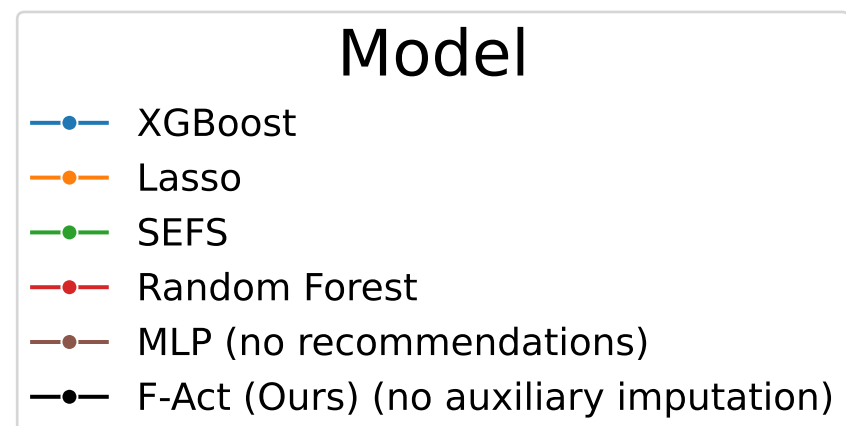 Model
XGBoost
Lasso
SEFS
Random Forest
MLP (no recommendations)
F-Act (Ours) (no auxiliary imputation)